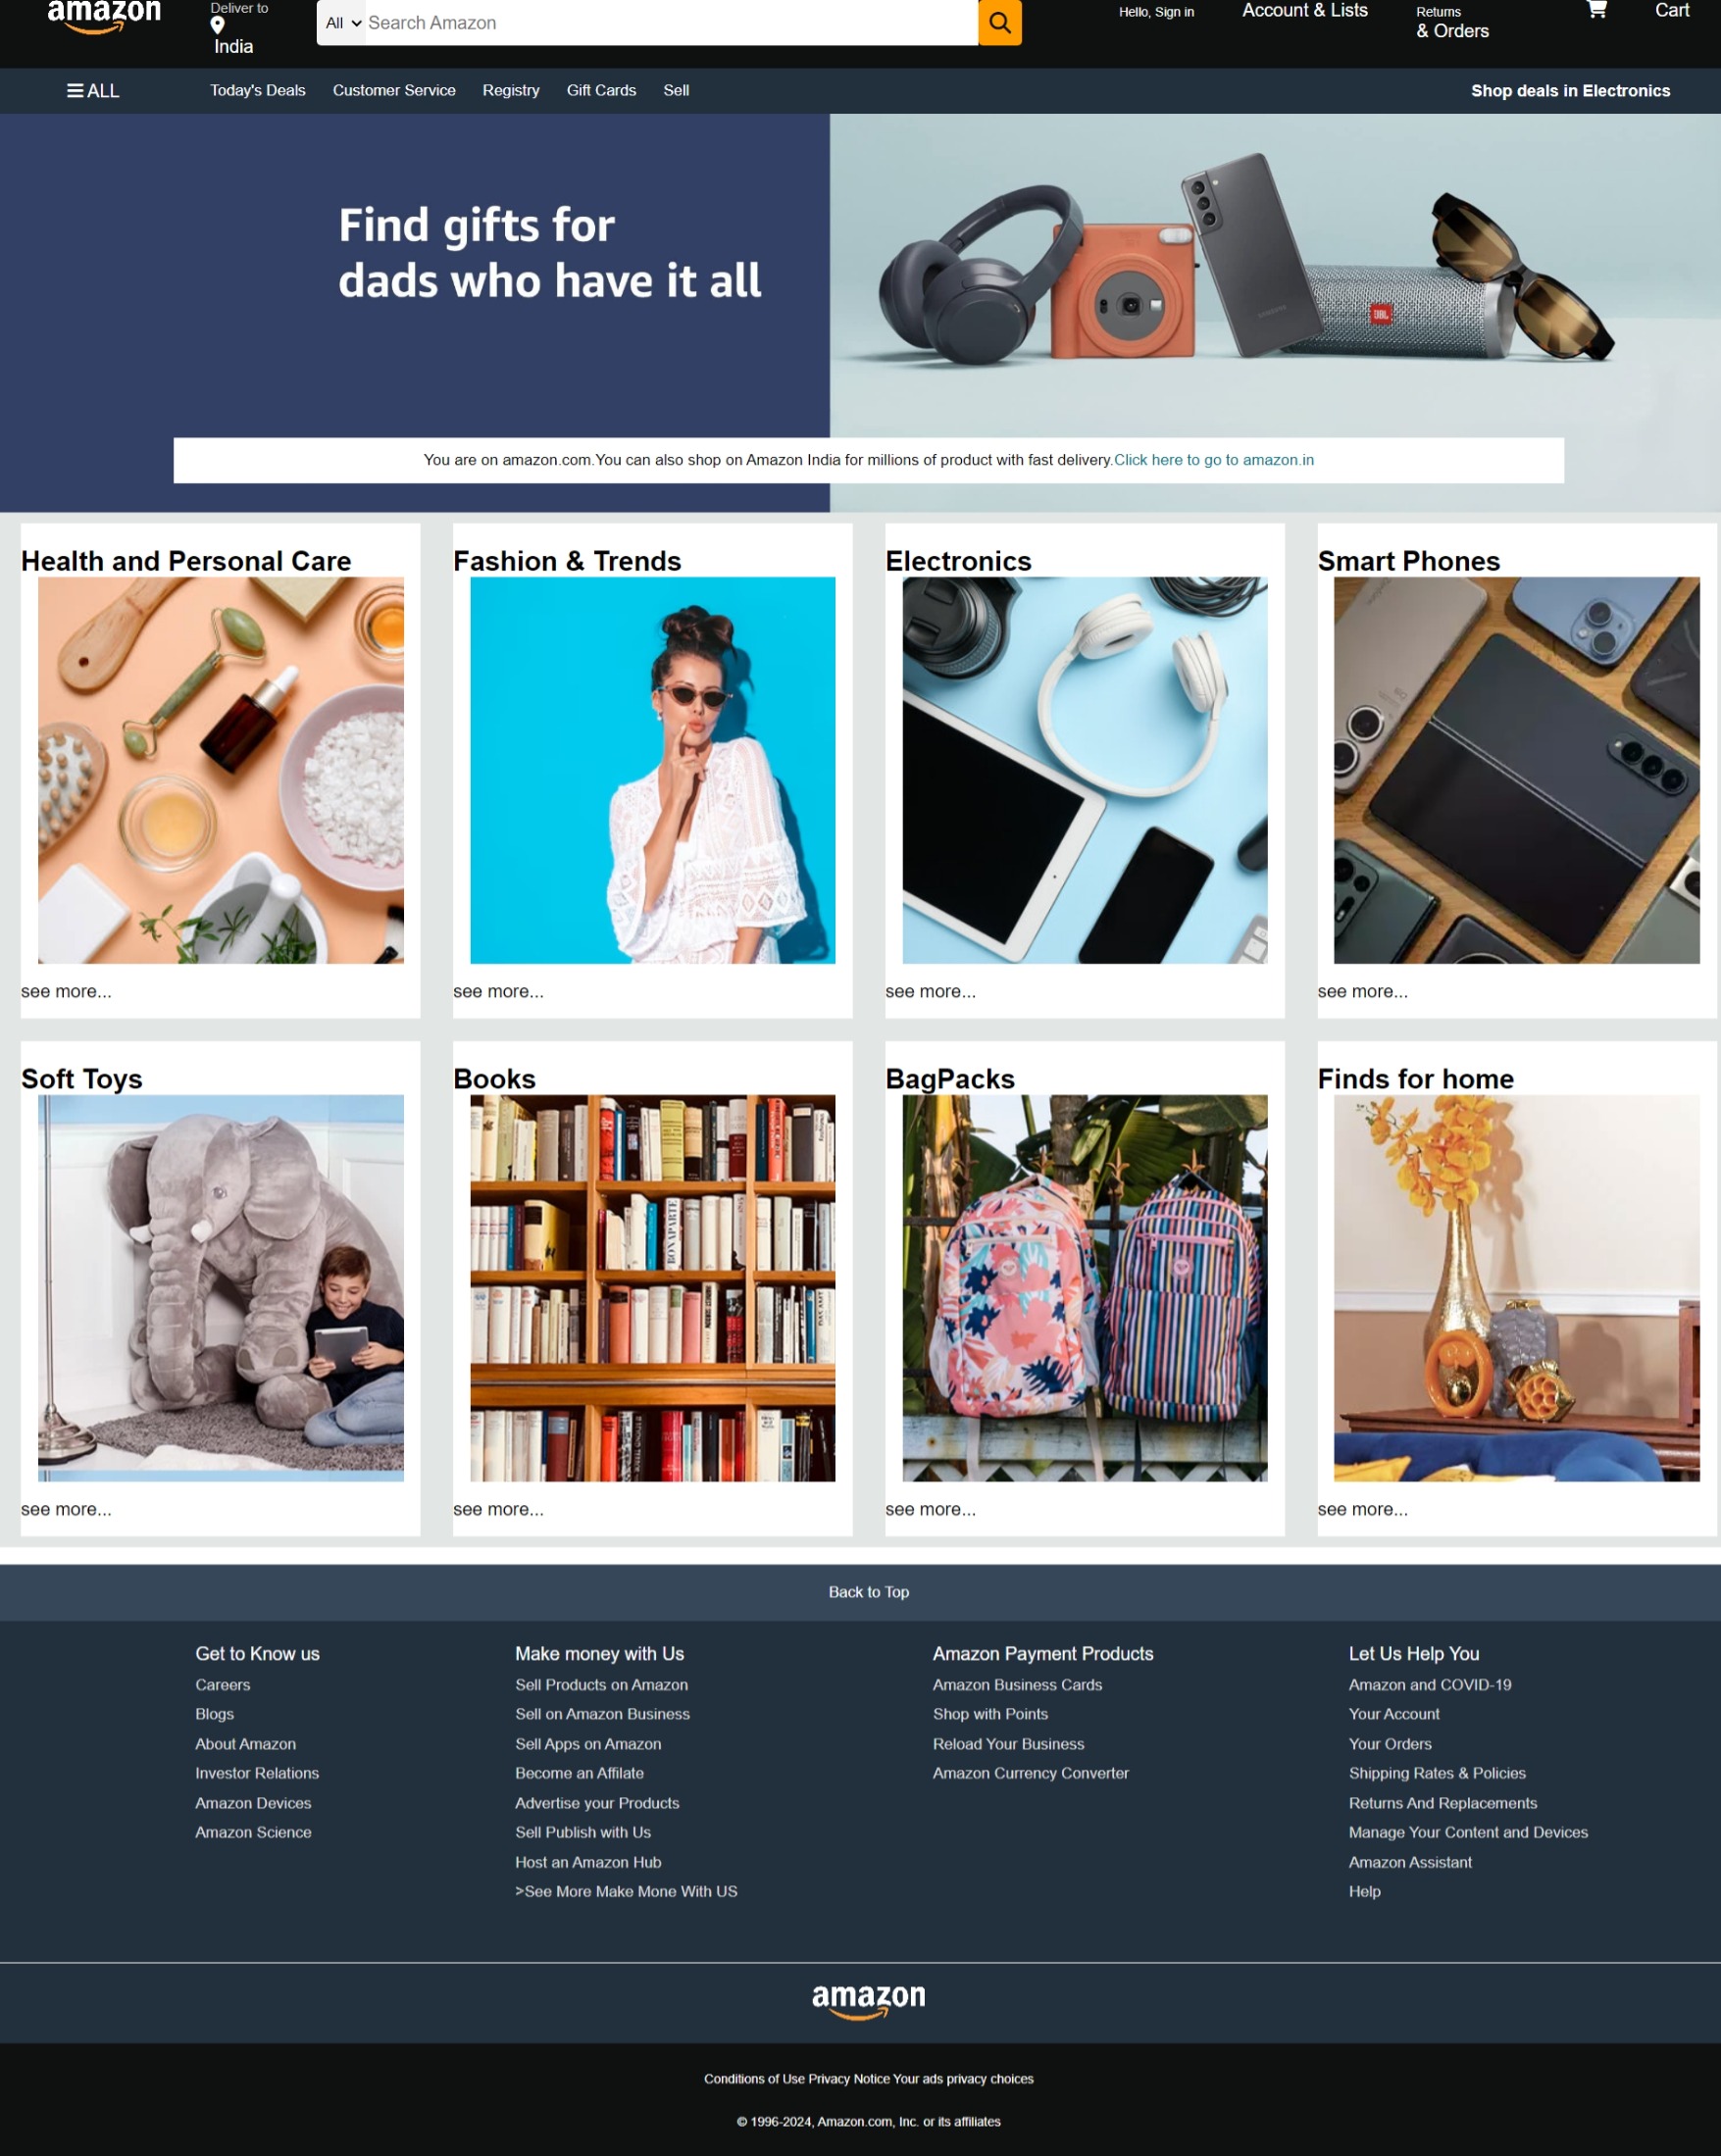 amazon
Deliver to
India
All
Search Amazon
Hello, Sign in
Account & Lists
Returns
& Orders
Cart
ALL
Today's Deals
Customer Service
Registry
Gift Cards
Sell
Shop deals in Electronics
Find gifts for
dads who have it all
SAMSUNG
JBL
You are on amazon.com.You can also shop on Amazon India for millions of product with fast delivery.Click here to go to amazon.in
Health and Personal Care
Fashion & Trends
Electronics
Smart Phones
see more...
see more...
see more...
see more...
Soft Toys
Books
BagPacks
Finds for home
BONAPARTE
see more...
see more...
see more...
see more...
Back to Top
Get to Know us
Careers
Blogs
About Amazon
Investor Relations
Amazon Devices
Amazon Science
Make money with Us
Sell Products on Amazon
Sell on Amazon Business
Sell Apps on Amazon
Become an Affilate
Advertise your Products
Sell Publish with Us
Host an Amazon Hub
>See More Make Mone With US
Amazon Payment Products
Amazon Business Cards
Shop with Points
Reload Your Business
Amazon Currency Converter
Let Us Help You
Amazon and COVID-19
Your Account
Your Orders
Shipping Rates & Policies
Returns And Replacements
Manage Your Content and Devices
Amazon Assistant
Help
amazon
Conditions of Use Privacy Notice Your ads privacy choices
© 1996-2024, Amazon.com, Inc. or its affiliates